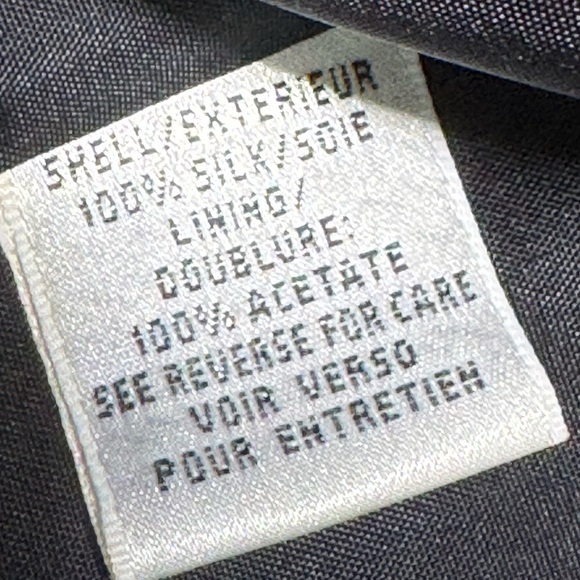 SHELL/EXTERIEUR
100% SILK/SOIE
LINING/
DOUBLURE:
100% ACETATE
SEE REVERSE FOR CARE
VOIR VERSO
POUR ENTRETIEN